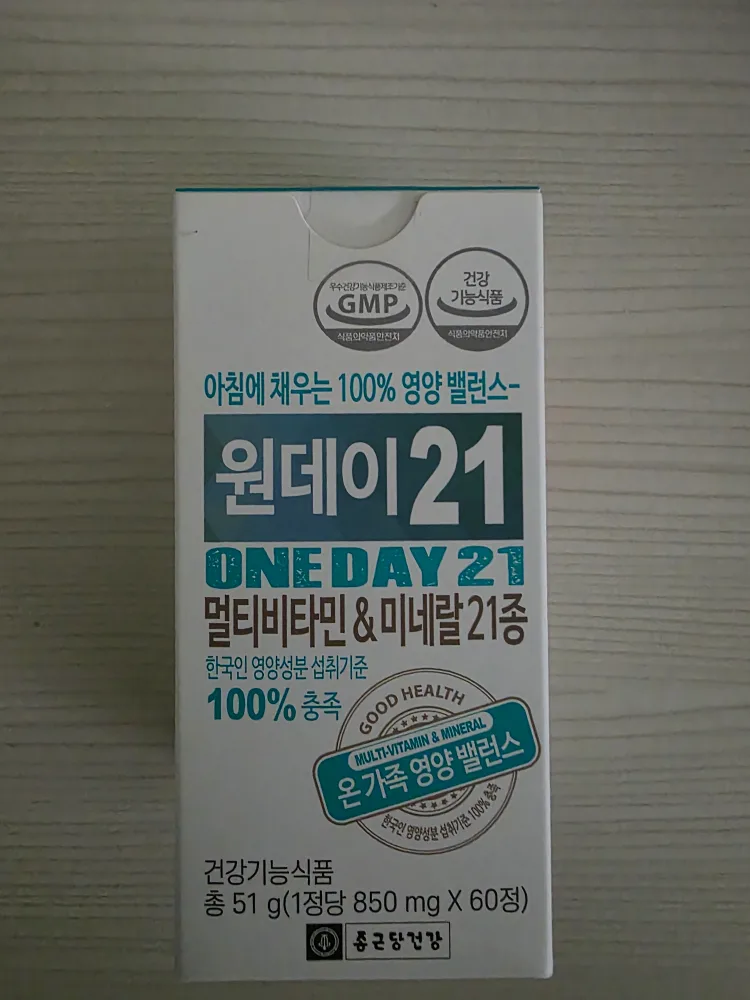 우수건강기능식품제조기준
GMP
식품의약품안전처
건강
기능식품
식품의약품안전처
아침에 채우는 100% 영양 밸런스-
원데이21
ONE DAY 21
멀티비타민 & 미네랄 21종
한국인 영양성분 섭취기준
100% 충족
GOOD HEALTH
MULTI-VITAMIN & MINERAL
온 가족 영양 밸런스
한국인 영양성분 섭취기준 100% 충족
건강기능식품
총 51 g(1정당 850 mg X 60정)
종근당건강